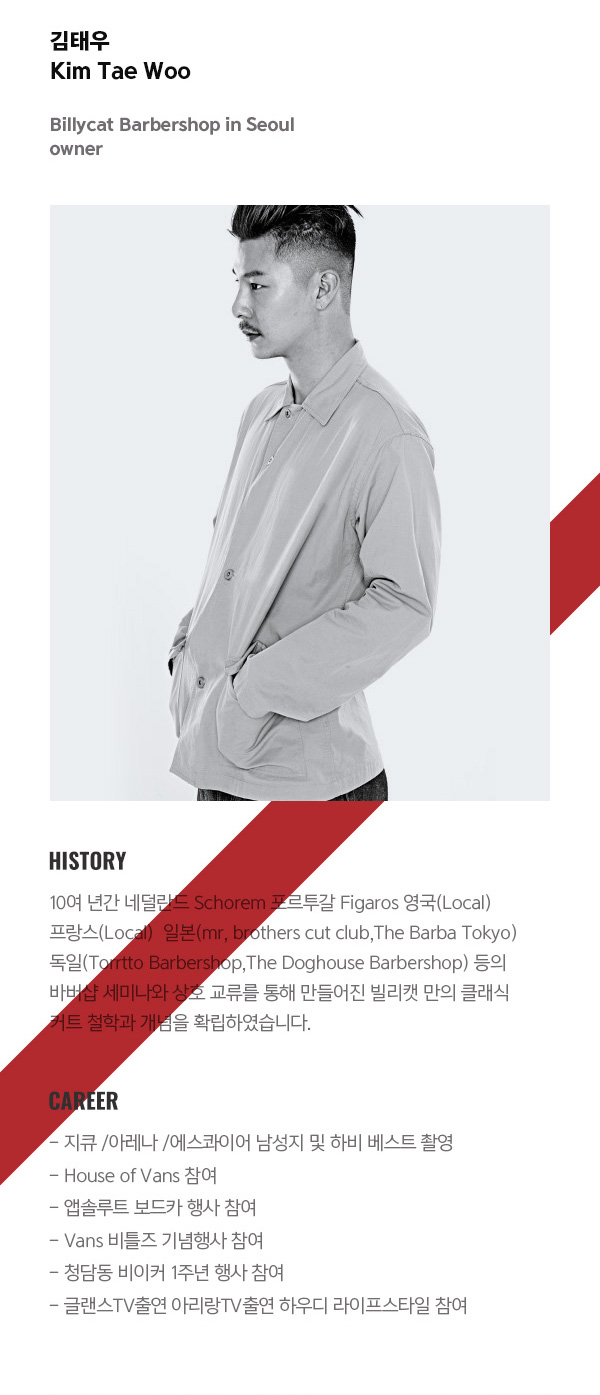 김태우
Kim Tae Woo
Billycat Barbershop in Seoul
owner
HISTORY
10여 년간 네덜란드 Schorem 포르투갈 Figaros 영국(Local)
프랑스(Local)  일본(mr, brothers cut club,The Barba Tokyo)
독일(Torrtto Barbershop,The Doghouse Barbershop) 등의
바버샵 세미나와 상호 교류를 통해 만들어진 빌리캣 만의 클래식
커트 철학과 개념을 확립하였습니다.
CAREER
- 지큐 /아레나 /에스콰이어 남성지 및 하비 베스트 촬영
- House of Vans 참여
- 앱솔루트 보드카 행사 참여
- Vans 비틀즈 기념행사 참여
- 청담동 비이커 1주년 행사 참여
- 글랜스TV출연 아리랑TV출연 하우디 라이프스타일 참여